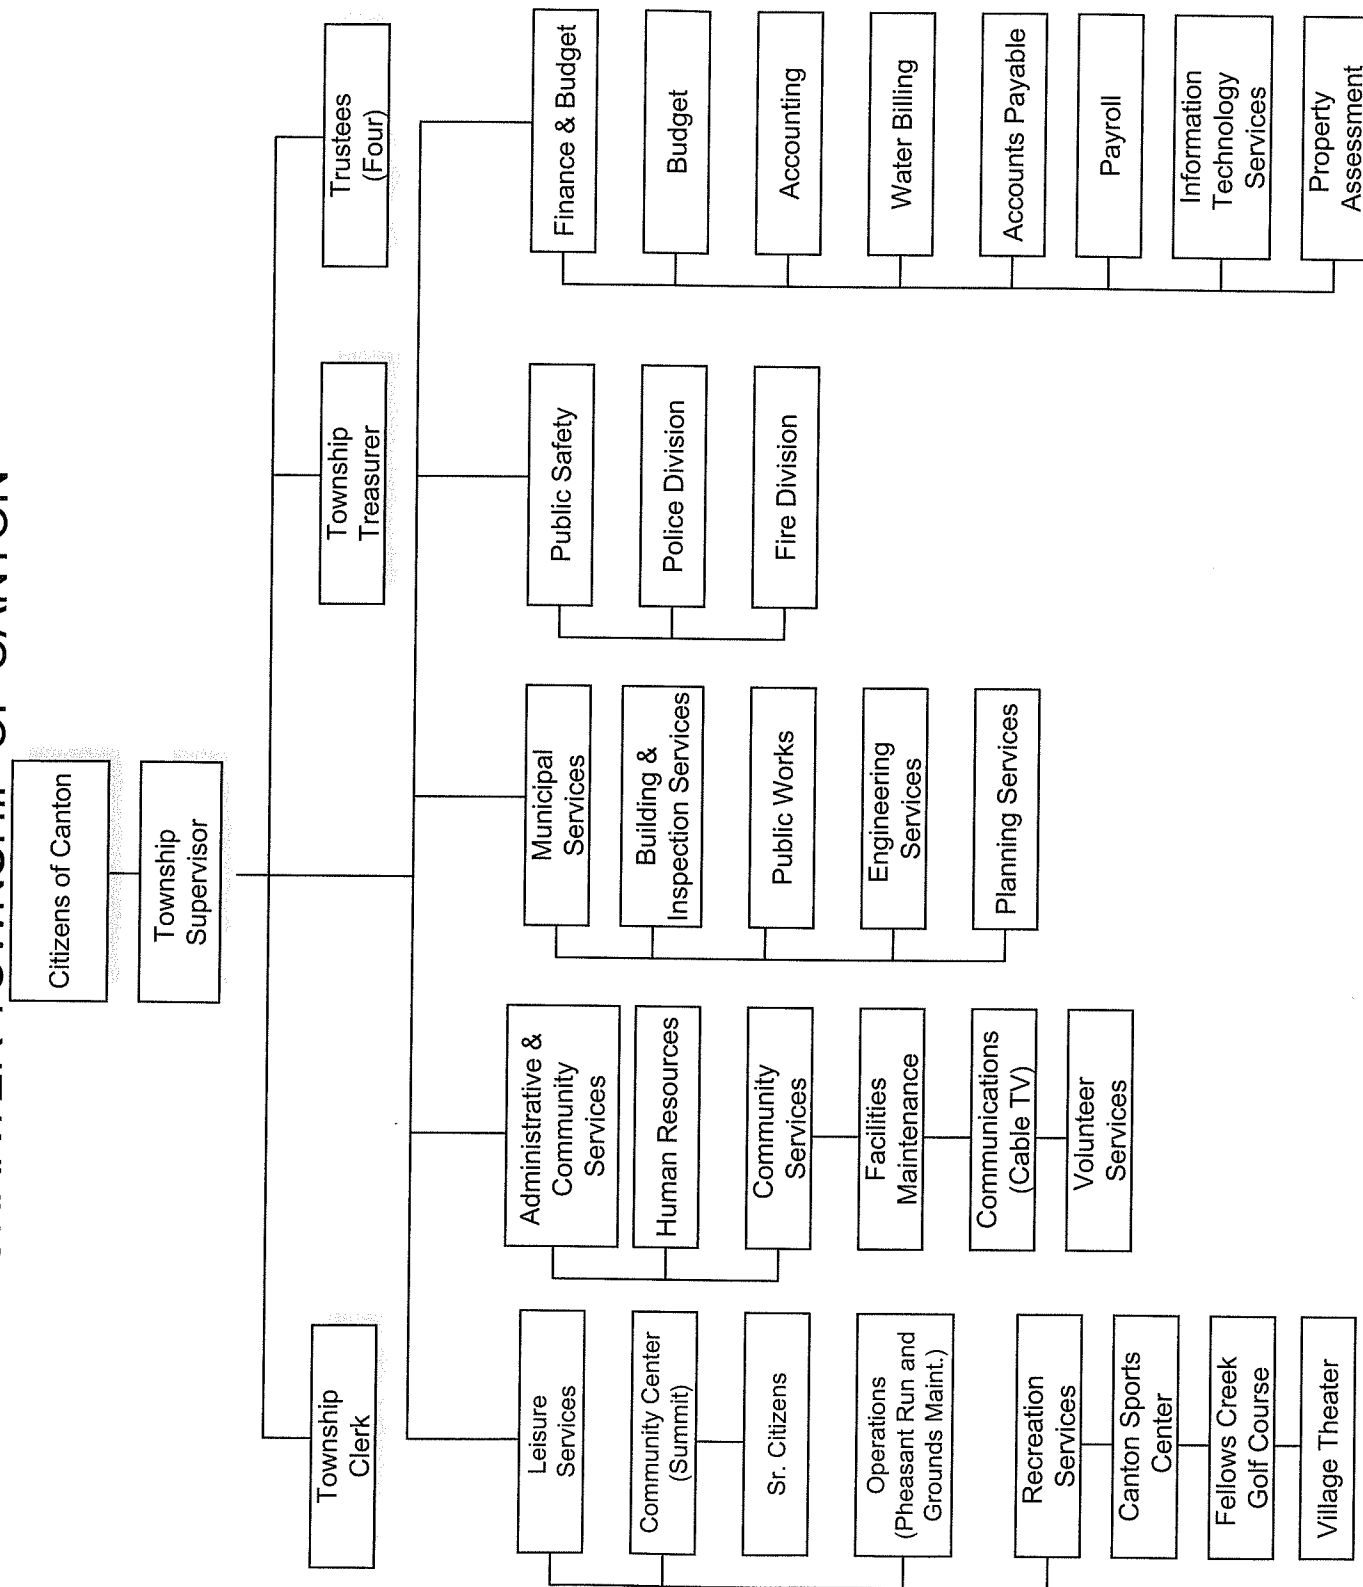 TOWNSHIP OF CANTON
Citizens of Canton
Township
Supervisor
Township
Clerk
Township
Treasurer
Trustees
(Four)
Leisure
Services
Community Center
(Summit)
Sr. Citizens
Operations
(Pheasant Run and
Grounds Maint.)
Recreation
Services
Canton Sports
Center
Fellows Creek
Golf Course
Village Theater
Administrative &
Community
Services
Human Resources
Community
Services
Facilities
Maintenance
Communications
(Cable TV)
Volunteer
Services
Municipal
Services
Building &
Inspection Services
Public Works
Engineering
Services
Planning Services
Public Safety
Police Division
Fire Division
Finance & Budget
Budget
Accounting
Water Billing
Accounts Payable
Payroll
Information
Technology
Services
Property
Assessment